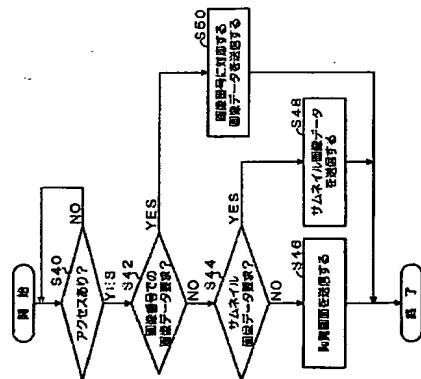 開始
S40
アクセスあり?
NO
YES
S42
画像番号での
画像データ要求?
YES
NO
S44
サムネイル
画像データ要求?
YES
NO
S46
閲覧画面を送信する
S48
サムネイル画像データ
を送信する
S50
画像番号に対応する
画像データを送信する
終了